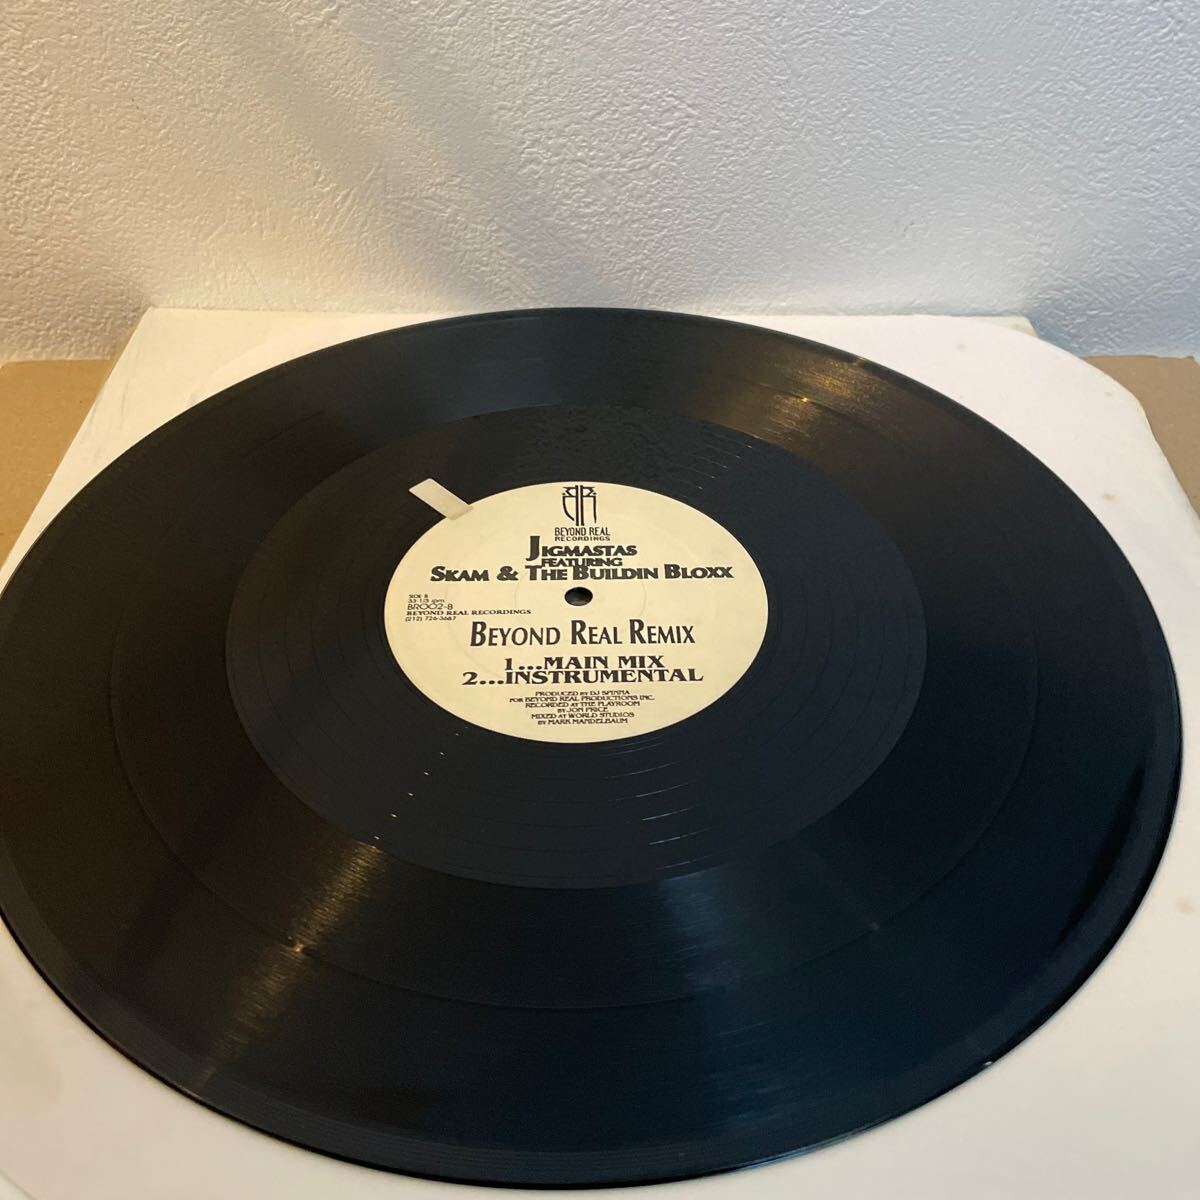 BR
BEYOND REAL
RECORDINGS
JIGMASTAS
FEATURING
SKAM & THE BUILDIN BLOXX
SIDE B
33 1/3 rpm
BR002-B
BEYOND REAL RECORDINGS
(212) 726-3687
BEYOND REAL REMIX
1...MAIN MIX
2...INSTRUMENTAL
PRODUCED BY DJ SPINNA
FOR BEYOND REAL PRODUCTIONS INC.
RECORDED AT THE PLAYROOM
BY JON PRICE
MIXED AT WORLD STUDIOS
BY MARK MANDELBAUM